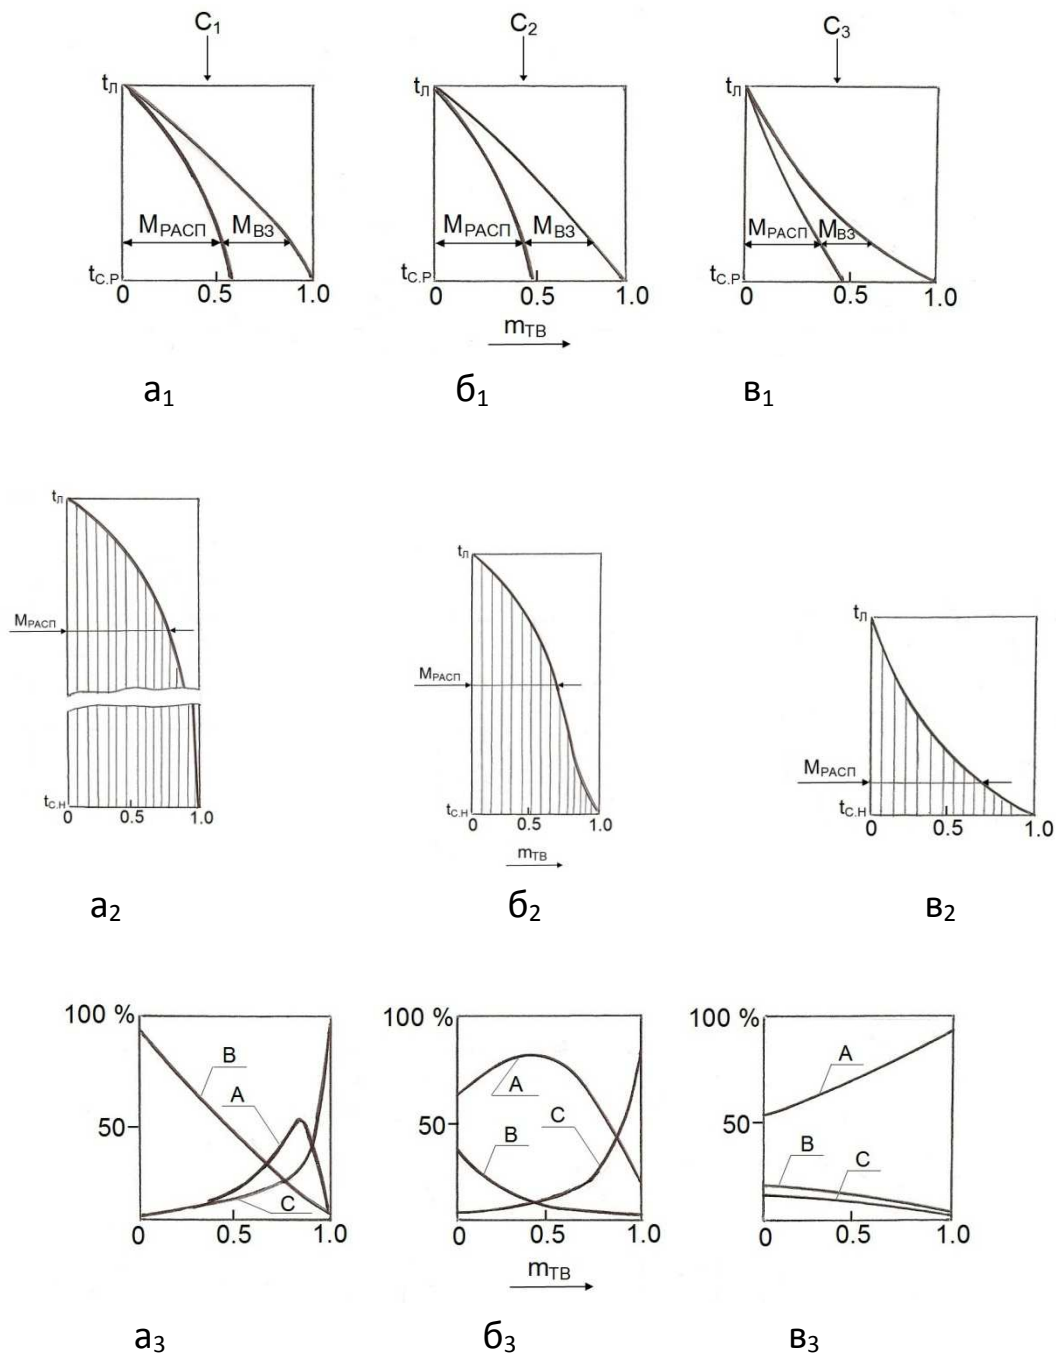 C1 C2 C3
tЛ tЛ tЛ
MРАСП MВЗ MРАСП MВЗ MРАСП MВЗ
tС.Р tС.Р tС.Р
0 0.5 1.0 0 0.5 1.0 0 0.5 1.0
mТВ
а1 б1 в1
tЛ
tЛ
tЛ
MРАСП
MРАСП
MРАСП
tС.Н tС.Н tС.Н
0 0.5 1.0 0 0.5 1.0 0 0.5 1.0
mТВ
а2 б2 в2
100 % 100 % 100 %
B A A
A C
50 50 B 50 B C
C
0 0.5 1.0 0 0.5 1.0 0 0.5 1.0
mТВ
а3 б3 в3